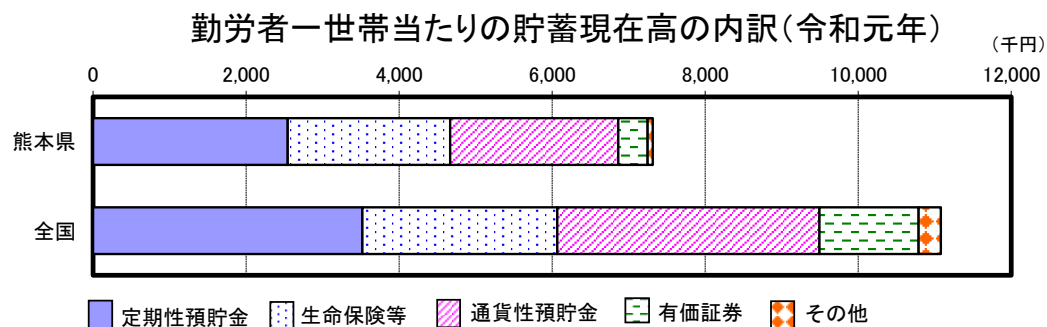 勤労者一世帯当たりの貯蓄現在高の内訳(令和元年)
(千円)
0 2,000 4,000 6,000 8,000 10,000 12,000
熊本県
全国
定期性預貯金 生命保険等 通貨性預貯金 有価証券 その他